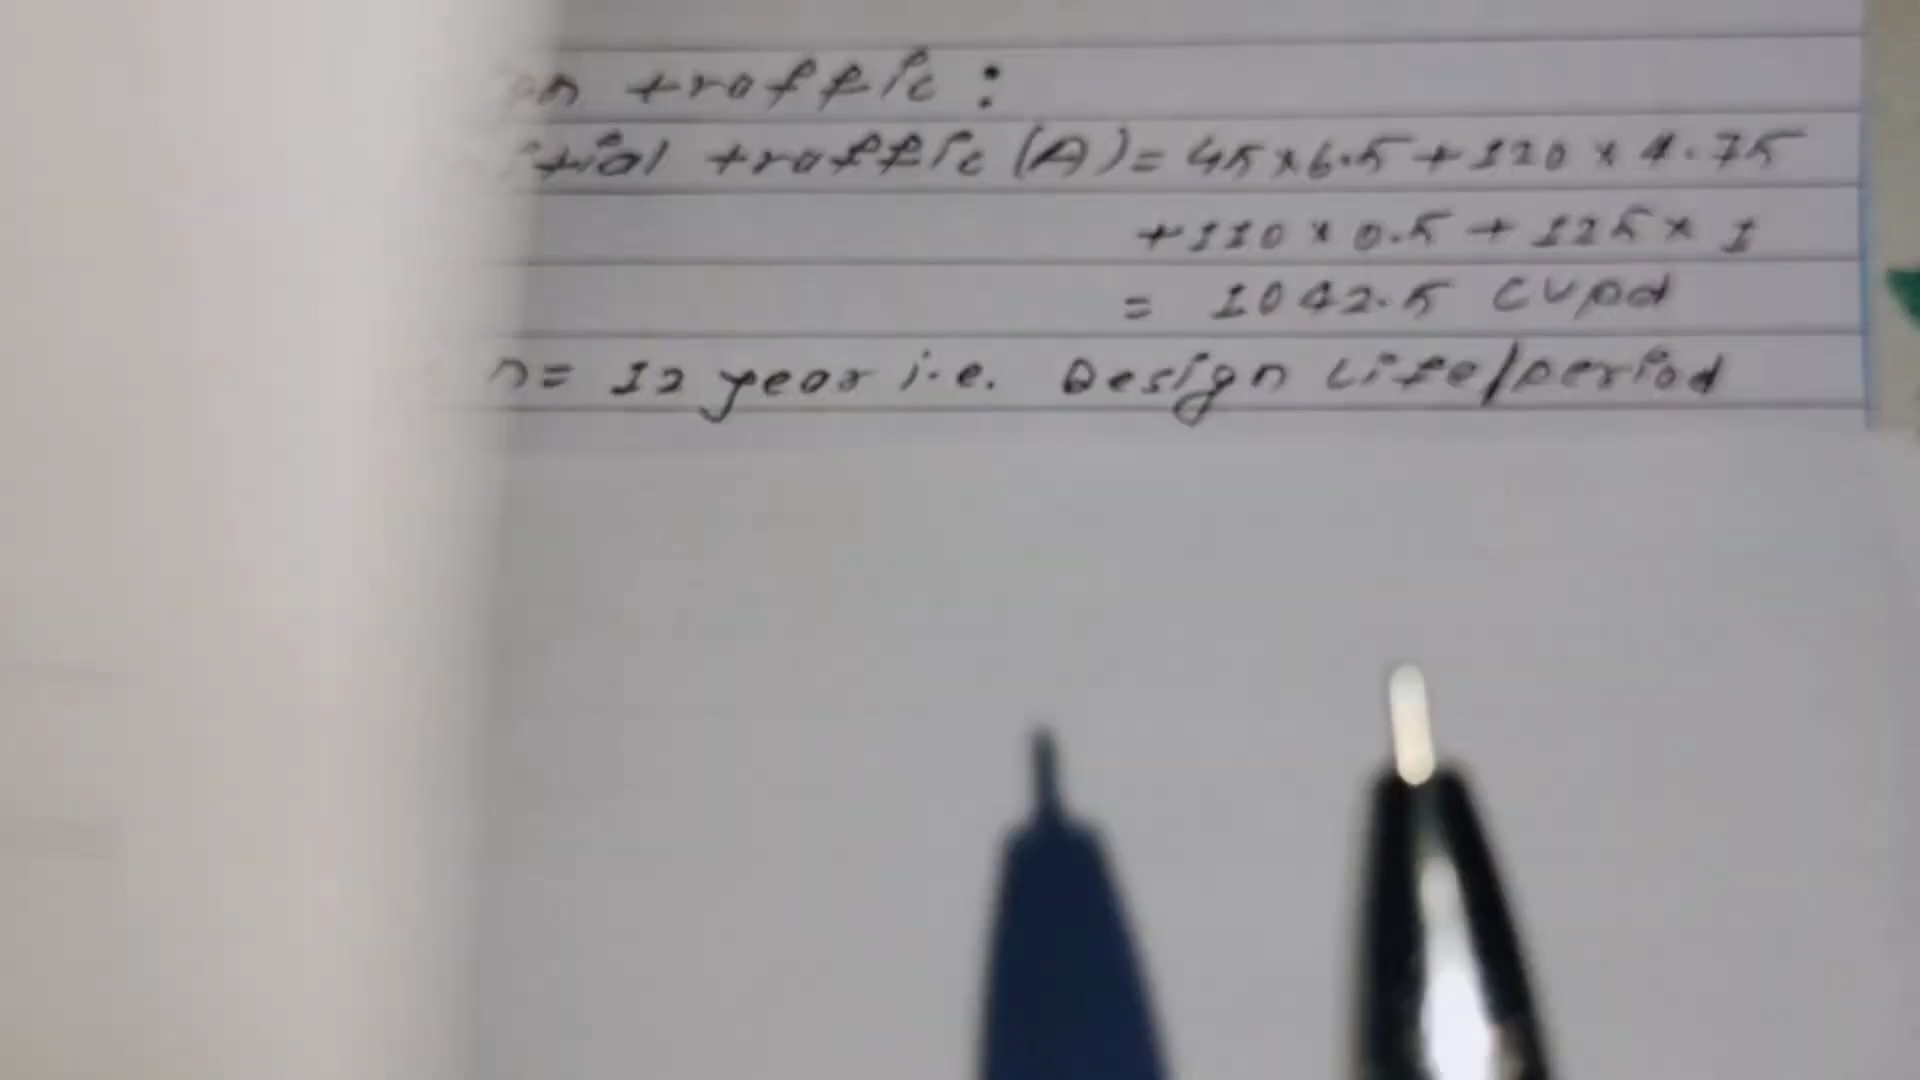 traffic :
traffic (A) = 45 x 6.5 + 120 x 4.75
+ 110 x 0.5 + 125 x 1
= 1042.5 cvpd
n = 12 year i.e. Design Life/period